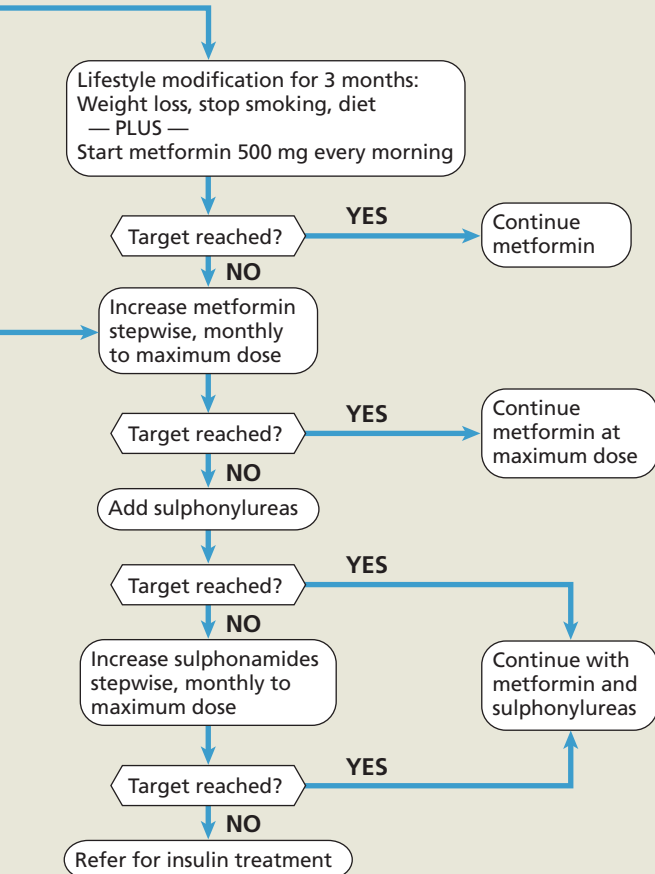 Lifestyle modification for 3 months:
Weight loss, stop smoking, diet
— PLUS —
Start metformin 500 mg every morning
Target reached?
YES
Continue
metformin
NO
Increase metformin
stepwise, monthly
to maximum dose
Target reached?
YES
Continue
metformin at
maximum dose
NO
Add sulphonylureas
Target reached?
YES
NO
Increase sulphonamides
stepwise, monthly to
maximum dose
Continue with
metformin and
sulphonylureas
Target reached?
YES
NO
Refer for insulin treatment